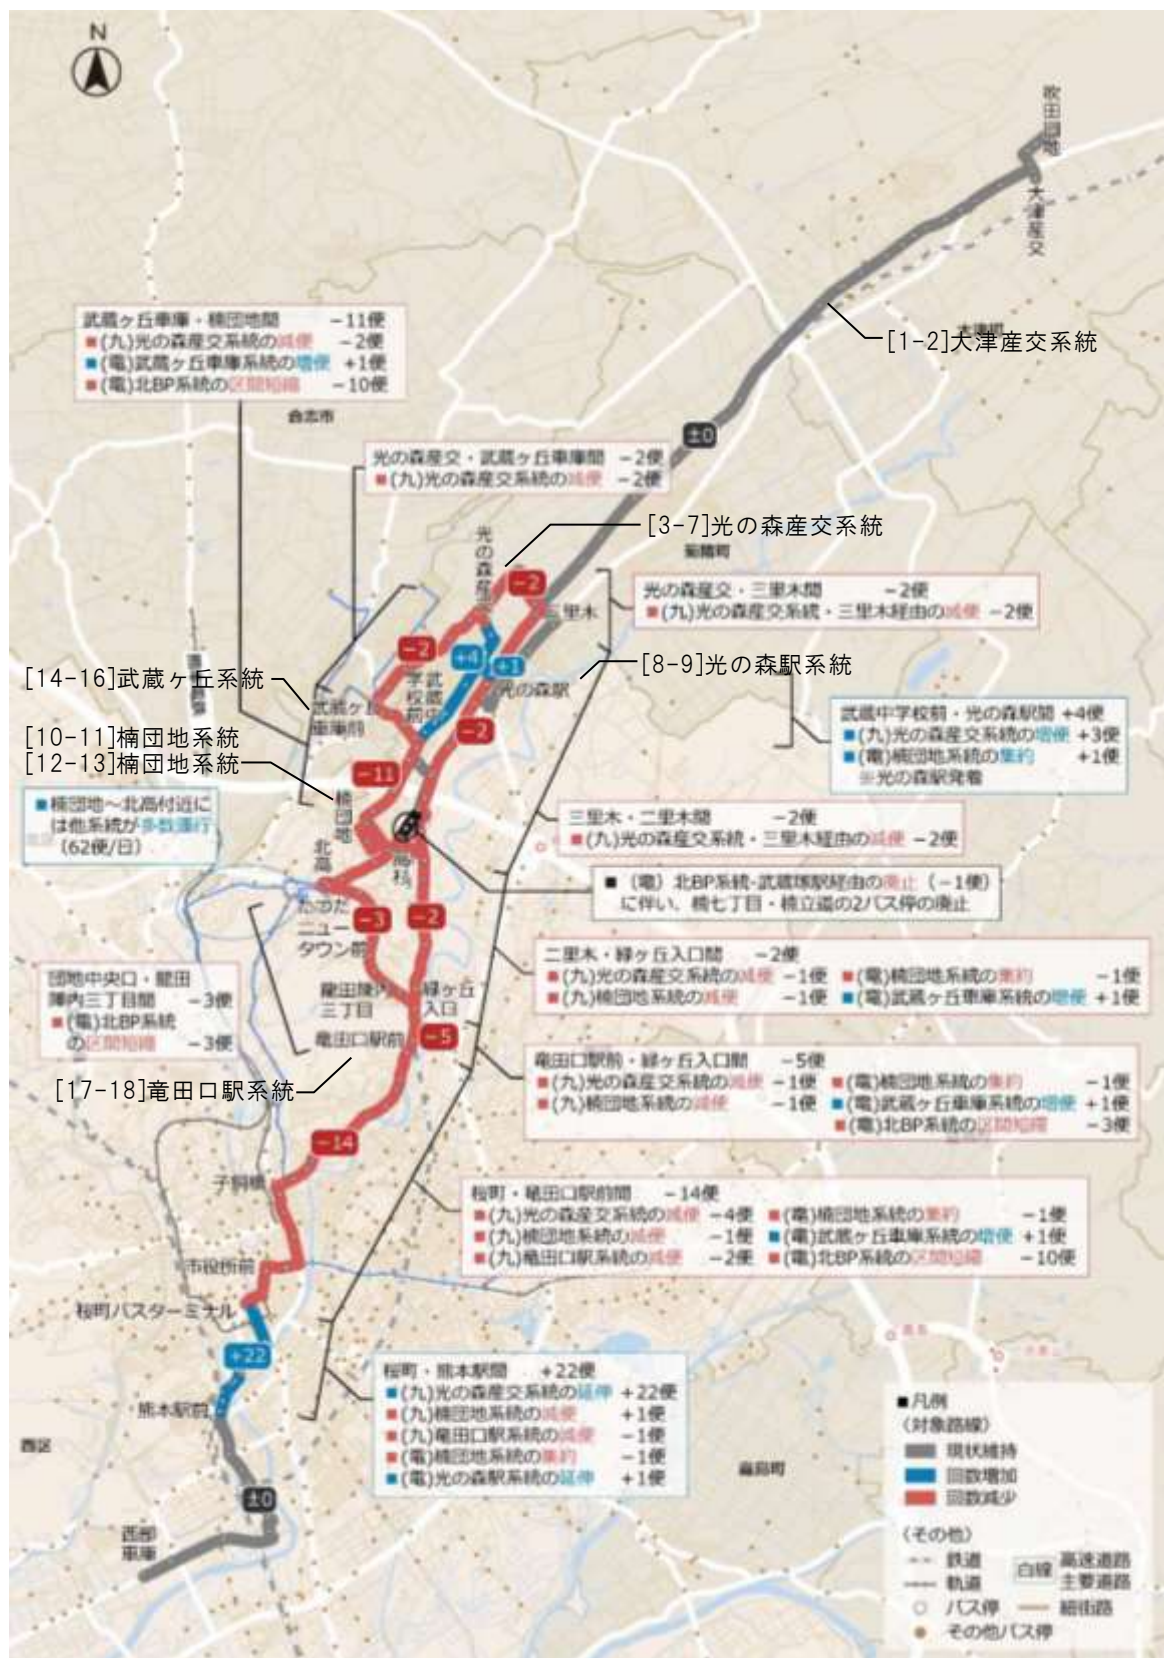 N
吹田団地
大津産交
大津町
[1-2]大津産交系統
武蔵ヶ丘車庫・楠団地間 −11便
■(九)光の森産交系統の減便 −2便
■(電)武蔵ヶ丘車庫系統の増便 +1便
■(電)北BP系統の区間短縮 −10便
合志市
±0
光の森産交・武蔵ヶ丘車庫間 −2便
■(九)光の森産交系統の減便 −2便
[3-7]光の森産交系統
光の森産交
菊陽町
−2
光の森産交・三里木間 −2便
■(九)光の森産交系統・三里木経由の減便 −2便
三里木
−2
+4
+1
[8-9]光の森駅系統
[14-16]武蔵ヶ丘系統
武蔵中学校前
光の森駅
武蔵ヶ丘車庫前
武蔵中学校前・光の森駅間 +4便
■(九)光の森産交系統の増便 +3便
■(電)楠団地系統の集約 +1便
※光の森駅発着
−2
[10-11]楠団地系統
[12-13]楠団地系統
−11
楠団地
■楠団地〜北高付近に
は他系統が多数運行
(62便/日)
三里木・二里木間 −2便
■(九)光の森産交系統・三里木経由の減便 −2便
北高
上高杉
■(電)北BP系統-武蔵塚駅経由の廃止(−1便)
に伴い、楠七丁目・楠立道の2バス停の廃止
たつだ
ニュー
タウン前
−3
−2
二里木・緑ヶ丘入口間 −2便
■(九)光の森産交系統の減便 −1便 ■(電)楠団地系統の集約 −1便
■(九)楠団地系統の減便 −1便 ■(電)武蔵ヶ丘車庫系統の増便 +1便
団地中央口・龍田
陣内三丁目間 −3便
■(電)北BP系統
の区間短縮 −3便
龍田陣内
三丁目
緑ヶ丘
入口
竜田口駅前
−5
竜田口駅前・緑ヶ丘入口間 −5便
■(九)光の森産交系統の減便 −1便 ■(電)楠団地系統の集約 −1便
■(九)楠団地系統の減便 −1便 ■(電)武蔵ヶ丘車庫系統の増便 +1便
■(電)北BP系統の区間短縮 −3便
[17-18]竜田口駅系統
−14
子飼橋
桜町・竜田口駅前間 −14便
■(九)光の森産交系統の減便 −4便 ■(電)楠団地系統の集約 −1便
■(九)楠団地系統の減便 −1便 ■(電)武蔵ヶ丘車庫系統の増便 +1便
■(九)竜田口駅系統の減便 −2便 ■(電)北BP系統の区間短縮 −10便
市役所前
桜町バスターミナル
+22
桜町・熊本駅間 +22便
■(九)光の森産交系統の延伸 +22便
■(九)楠団地系統の減便 +1便
■(九)竜田口駅系統の減便 −1便
■(電)楠団地系統の集約 −1便
■(電)光の森駅系統の延伸 +1便
熊本駅前
西区
嘉島町
±0
西部
車庫
■凡例
(対象路線)
現状維持
回数増加
回数減少
(その他)
鉄道
軌道
バス停
その他バス停
白線
高速道路
主要道路
細街路